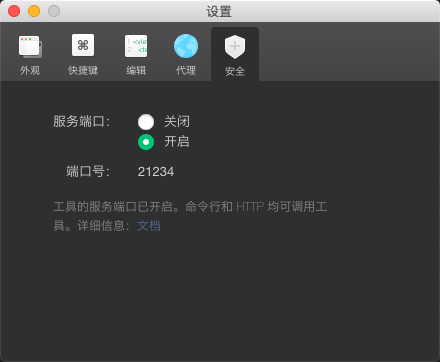 设置
外观
快捷键
编辑
代理
安全
服务端口：
关闭
开启
端口号：
21234
工具的服务端口已开启。命令行和 HTTP 均可调用工
具。详细信息：文档